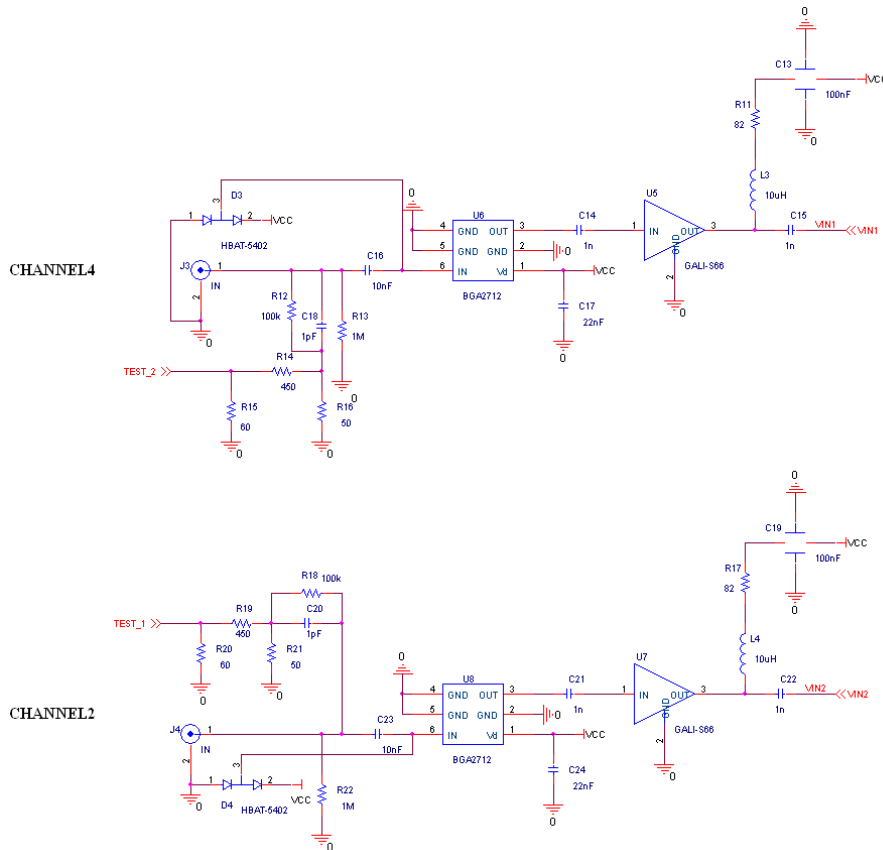 0
C13
VCC
100nF
R11
82
0
3
D3
1
2
VCC
HBAT-5402
0
L3
10uH
U5
U6
C14
1n
4
GND
OUT
3
5
GND
GND
2
0
6
IN
Vd
1
VCC
BGA2712
1
IN
OUT
3
GND
2
GALI-S66
0
C15
1n
VIN1
VIN1
CHANNEL4
J3
1
IN
2
0
C16
10nF
R12
100k
C18
1pF
R13
1M
0
C17
22nF
0
TEST_2
R14
450
R15
60
0
R16
50
0
0
C19
VCC
100nF
R17
82
0
L4
10uH
R18
100k
TEST_1
R19
450
C20
1pF
R20
60
0
R21
50
0
0
U8
C21
1n
U7
4
GND
OUT
3
5
GND
GND
2
0
6
IN
Vd
1
VCC
BGA2712
1
IN
OUT
3
GND
2
GALI-S66
0
C22
1n
VIN2
VIN2
CHANNEL2
J4
1
IN
2
0
C23
10nF
3
1
2
VCC
D4
HBAT-5402
R22
1M
0
C24
22nF
0